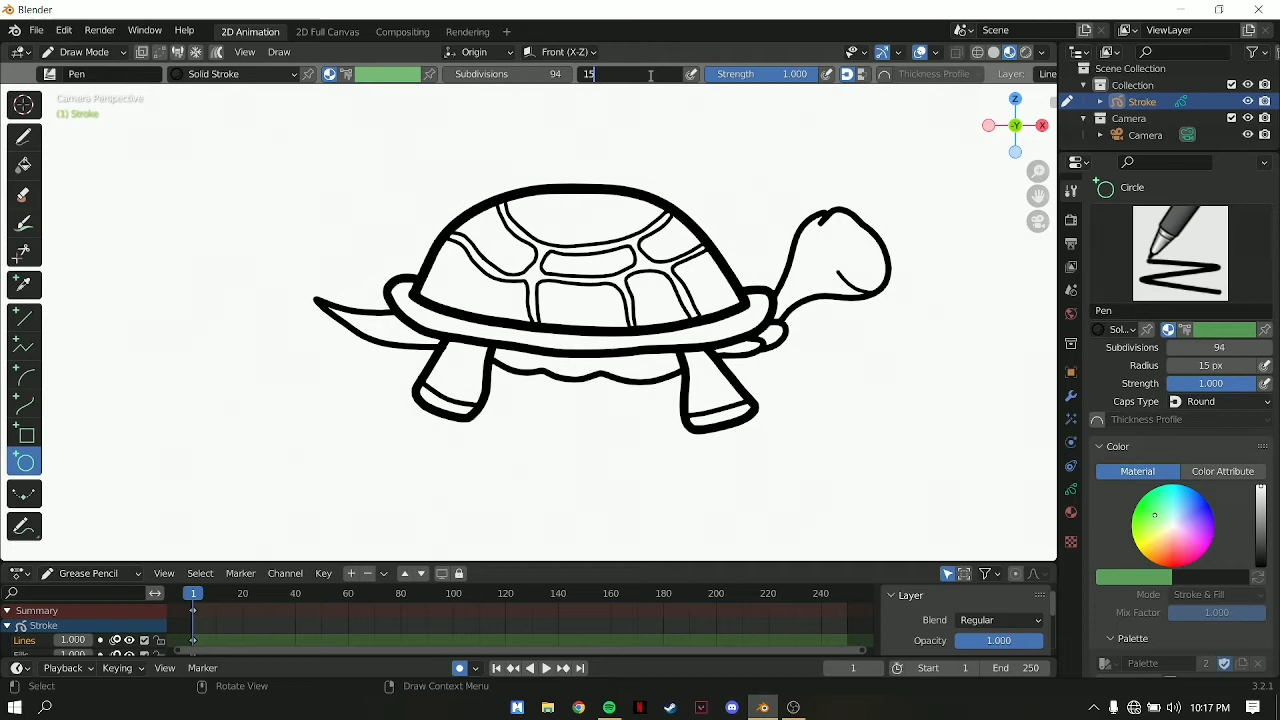 Blender
File Edit Render Window Help 2D Animation 2D Full Canvas Compositing Rendering + Scene ViewLayer
Draw Mode View Draw Origin Front (X-Z)
Pen Solid Stroke Subdivisions 94 15 Strength 1.000 Thickness Profile Layer: Line
Camera Perspective
(1) Stroke
Z
-Y X
Scene Collection
Collection
Stroke
Camera
Camera
Circle
Pen
Sol..
Subdivisions 94
Radius 15 px
Strength 1.000
Caps Type Round
Thickness Profile
Color
Material Color Attribute
Mode Stroke & Fill
Mix Factor 1.000
Palette
Palette 2
Grease Pencil View Select Marker Channel Key
1 20 40 60 80 100 120 140 160 180 200 220 240
Summary
Stroke
Lines 1.000
Fills 1.000
Layer
Blend Regular
Opacity 1.000
Playback Keying View Marker 1 Start 1 End 250
Select Rotate View Draw Context Menu 3.2.1
10:17 PM